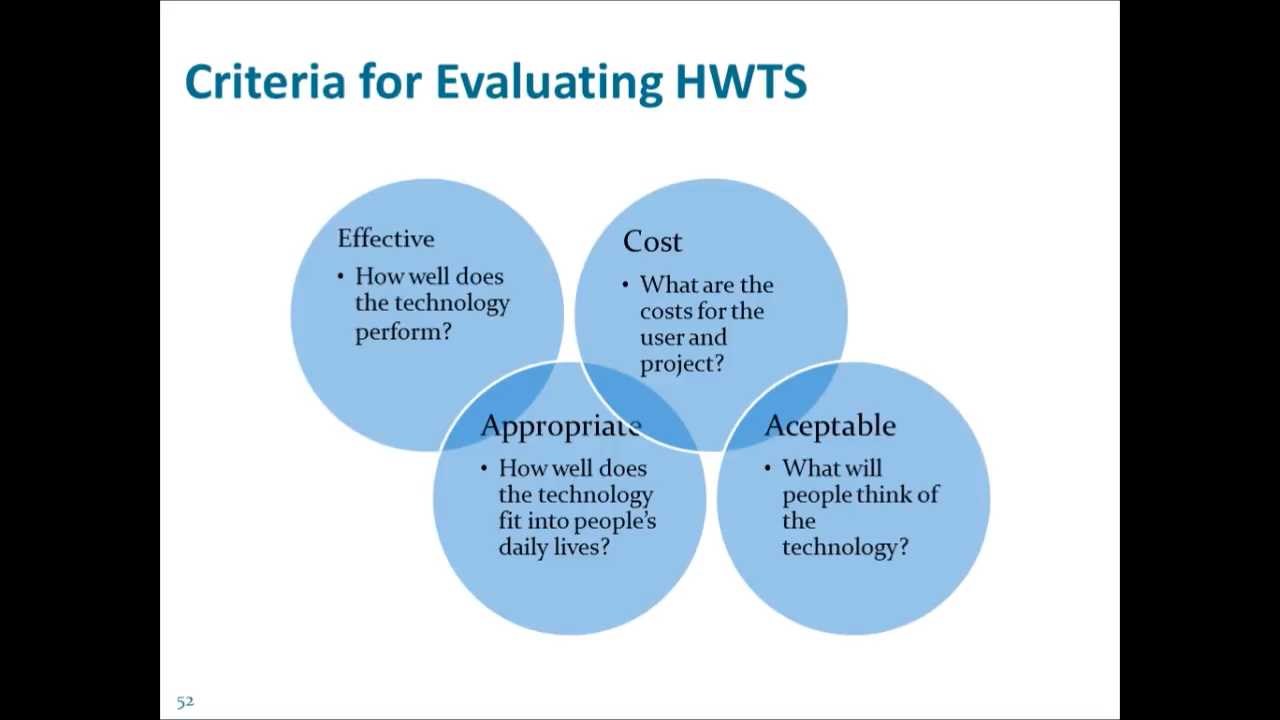 Criteria for Evaluating HWTS
Effective
• How well does
the technology
perform?
Cost
• What are the
costs for the
user and
project?
Appropriate
• How well does
the technology
fit into people's
daily lives?
Aceptable
• What will
people think of
the
technology?
52